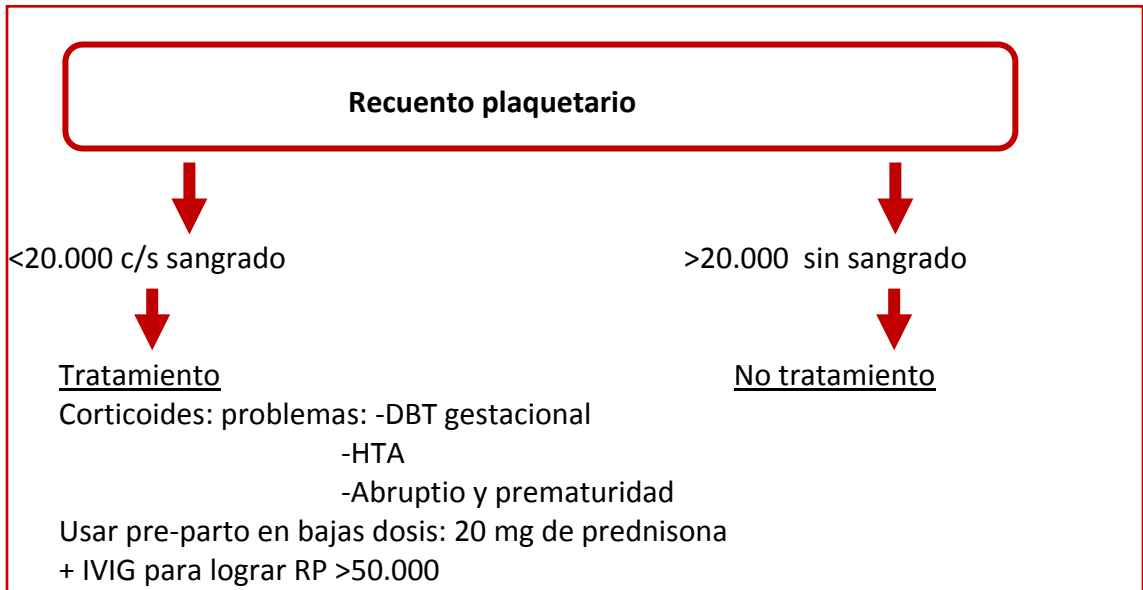 Recuento plaquetario
<20.000 c/s sangrado
>20.000 sin sangrado
Tratamiento
No tratamiento
Corticoides: problemas: -DBT gestacional
-HTA
-Abruptio y prematuridad
Usar pre-parto en bajas dosis: 20 mg de prednisona
+ IVIG para lograr RP >50.000